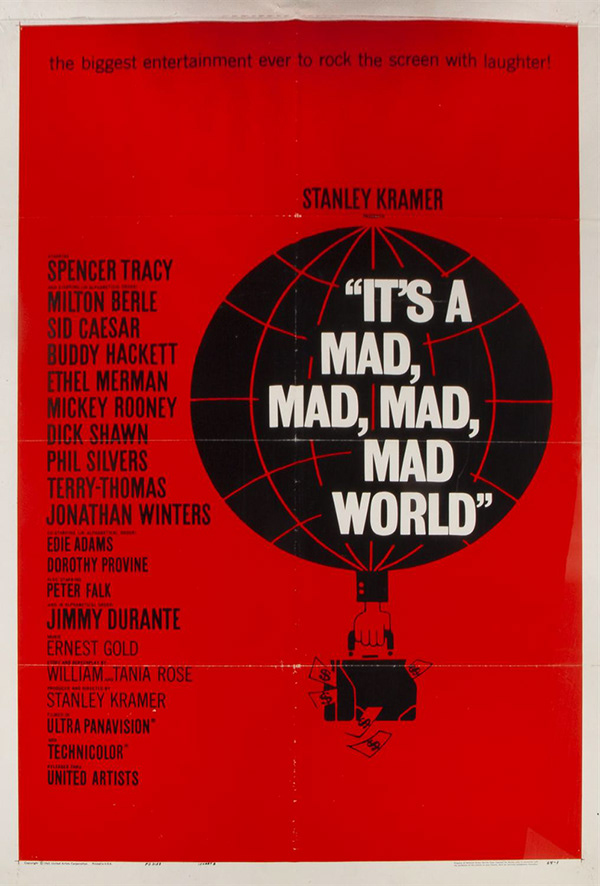 the biggest entertainment ever to rock the screen with laughter!
STANLEY KRAMER
“IT’S A
MAD,
MAD, MAD,
MAD
WORLD”
SPENCER TRACY
MILTON BERLE
SID CAESAR
BUDDY HACKETT
ETHEL MERMAN
MICKEY ROONEY
DICK SHAWN
PHIL SILVERS
TERRY-THOMAS
JONATHAN WINTERS
EDIE ADAMS
DOROTHY PROVINE
PETER FALK
JIMMY DURANTE
ERNEST GOLD
WILLIAM AND TANIA ROSE
STANLEY KRAMER
ULTRA PANAVISION
TECHNICOLOR
UNITED ARTISTS